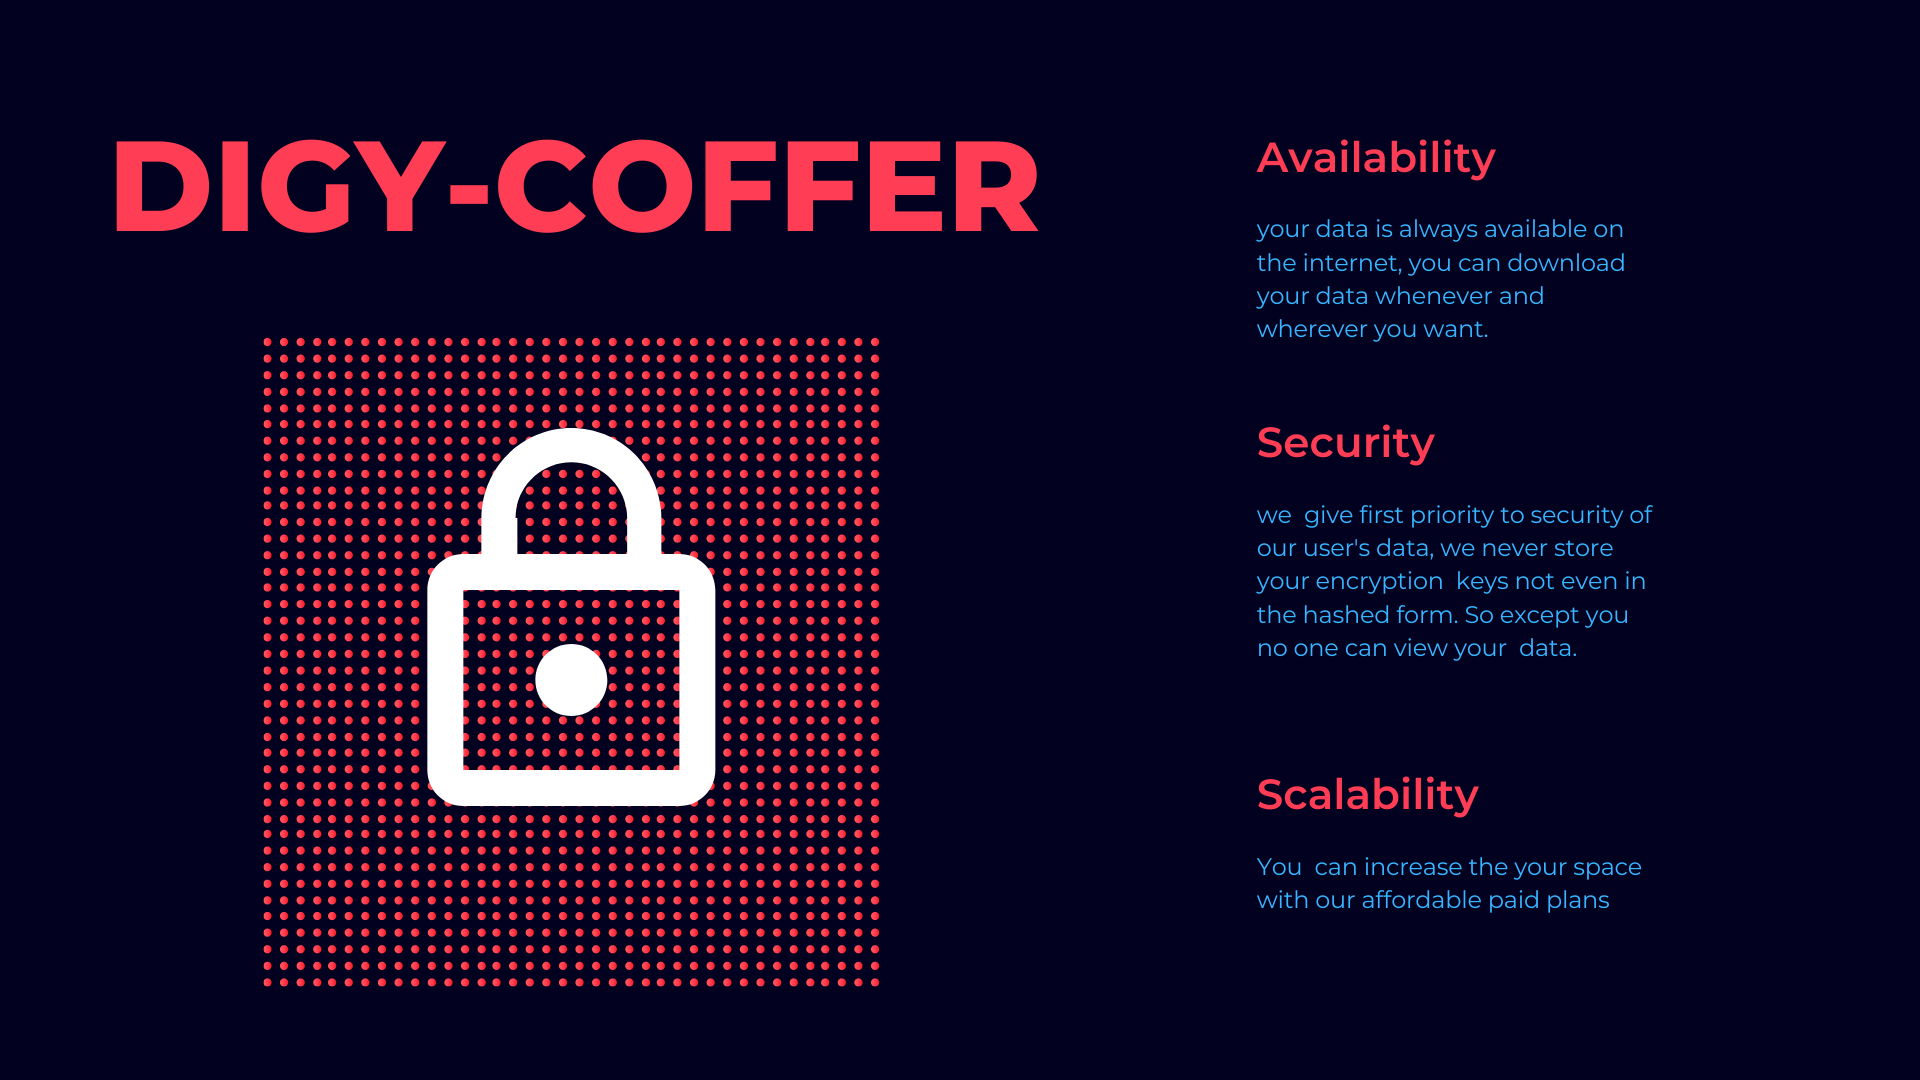 DIGY-COFFER
Availability
your data is always available on
the internet, you can download
your data whenever and
wherever you want.
Security
we  give first priority to security of
our user's data, we never store
your encryption  keys not even in
the hashed form. So except you
no one can view your  data.
Scalability
You  can increase the your space
with our affordable paid plans